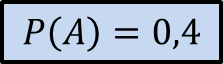 P(A) = 0,4